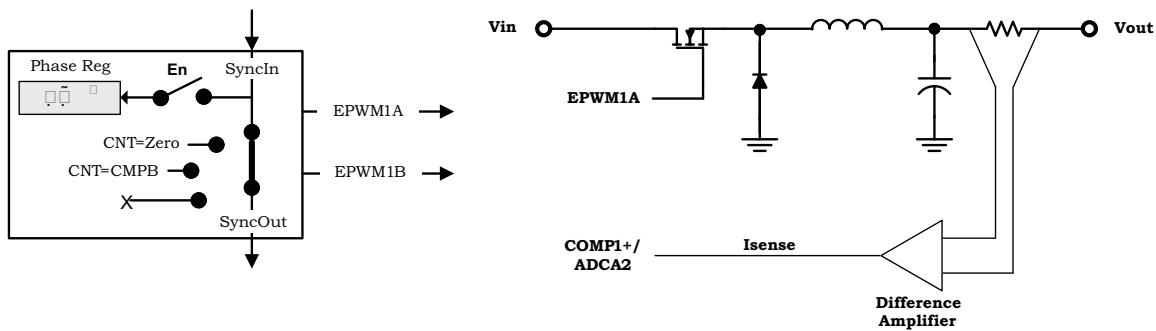 Phase Reg
En
SyncIn
CNT=Zero
CNT=CMPB
X
SyncOut
EPWM1A
EPWM1B
Vin
Vout
EPWM1A
COMP1+/
ADCA2
Isense
Difference
Amplifier